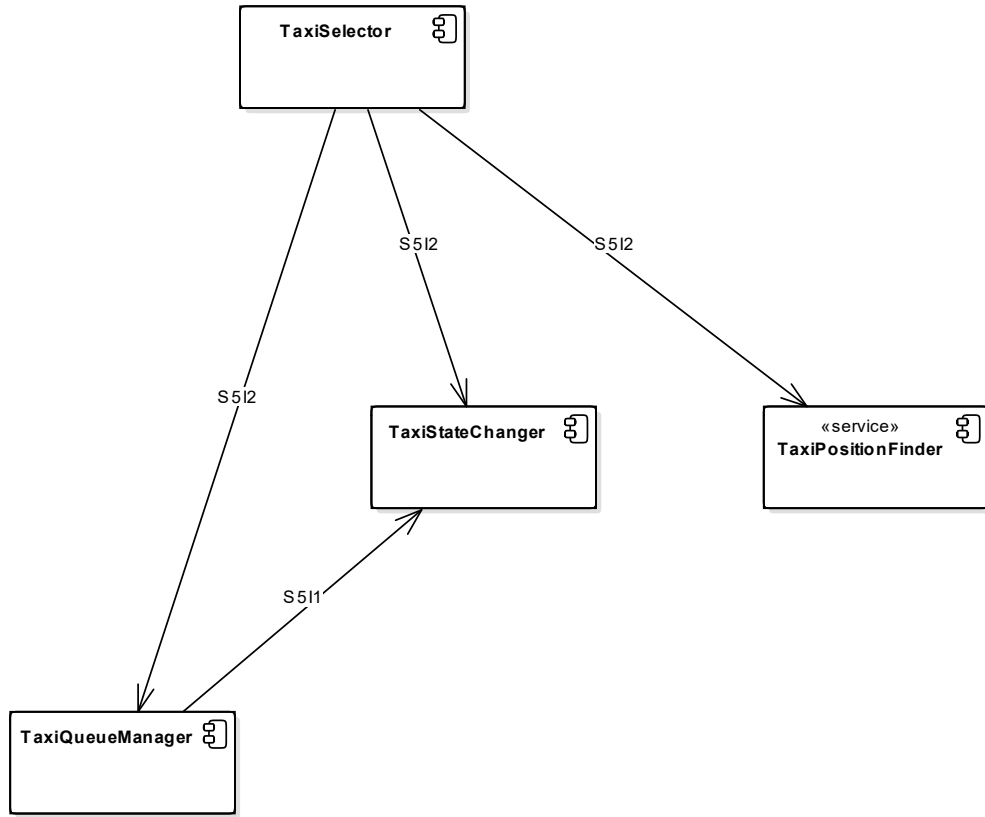 TaxiSelector
S5I2
S5I2
S5I2
TaxiStateChanger
«service»
TaxiPositionFinder
S5I1
TaxiQueueManager